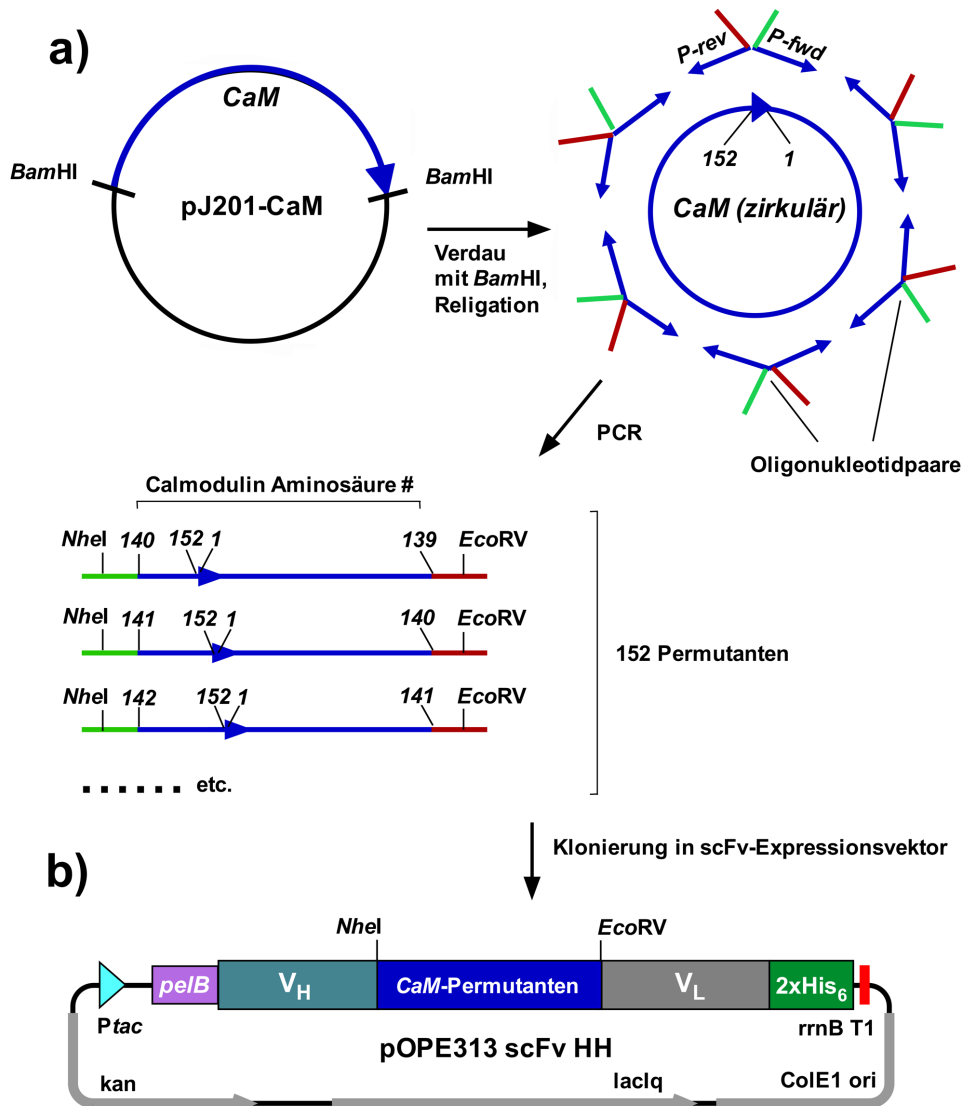 a)
CaM
BamHI
BamHI
pJ201-CaM
Verdau
mit BamHI,
Religation
P-rev
P-fwd
152
1
CaM (zirkulär)
PCR
Oligonukleotidpaare
Calmodulin Aminosäure #
NheI 140 152 1 139 EcoRV
NheI 141 152 1 140 EcoRV
NheI 142 152 1 141 EcoRV
...... etc.
152 Permutanten
Klonierung in scFv-Expressionsvektor
b)
NheI
EcoRV
pelB
VH
CaM-Permutanten
VL
2xHis6
Ptac
rrnB T1
pOPE313 scFv HH
kan
lacIq
ColE1 ori